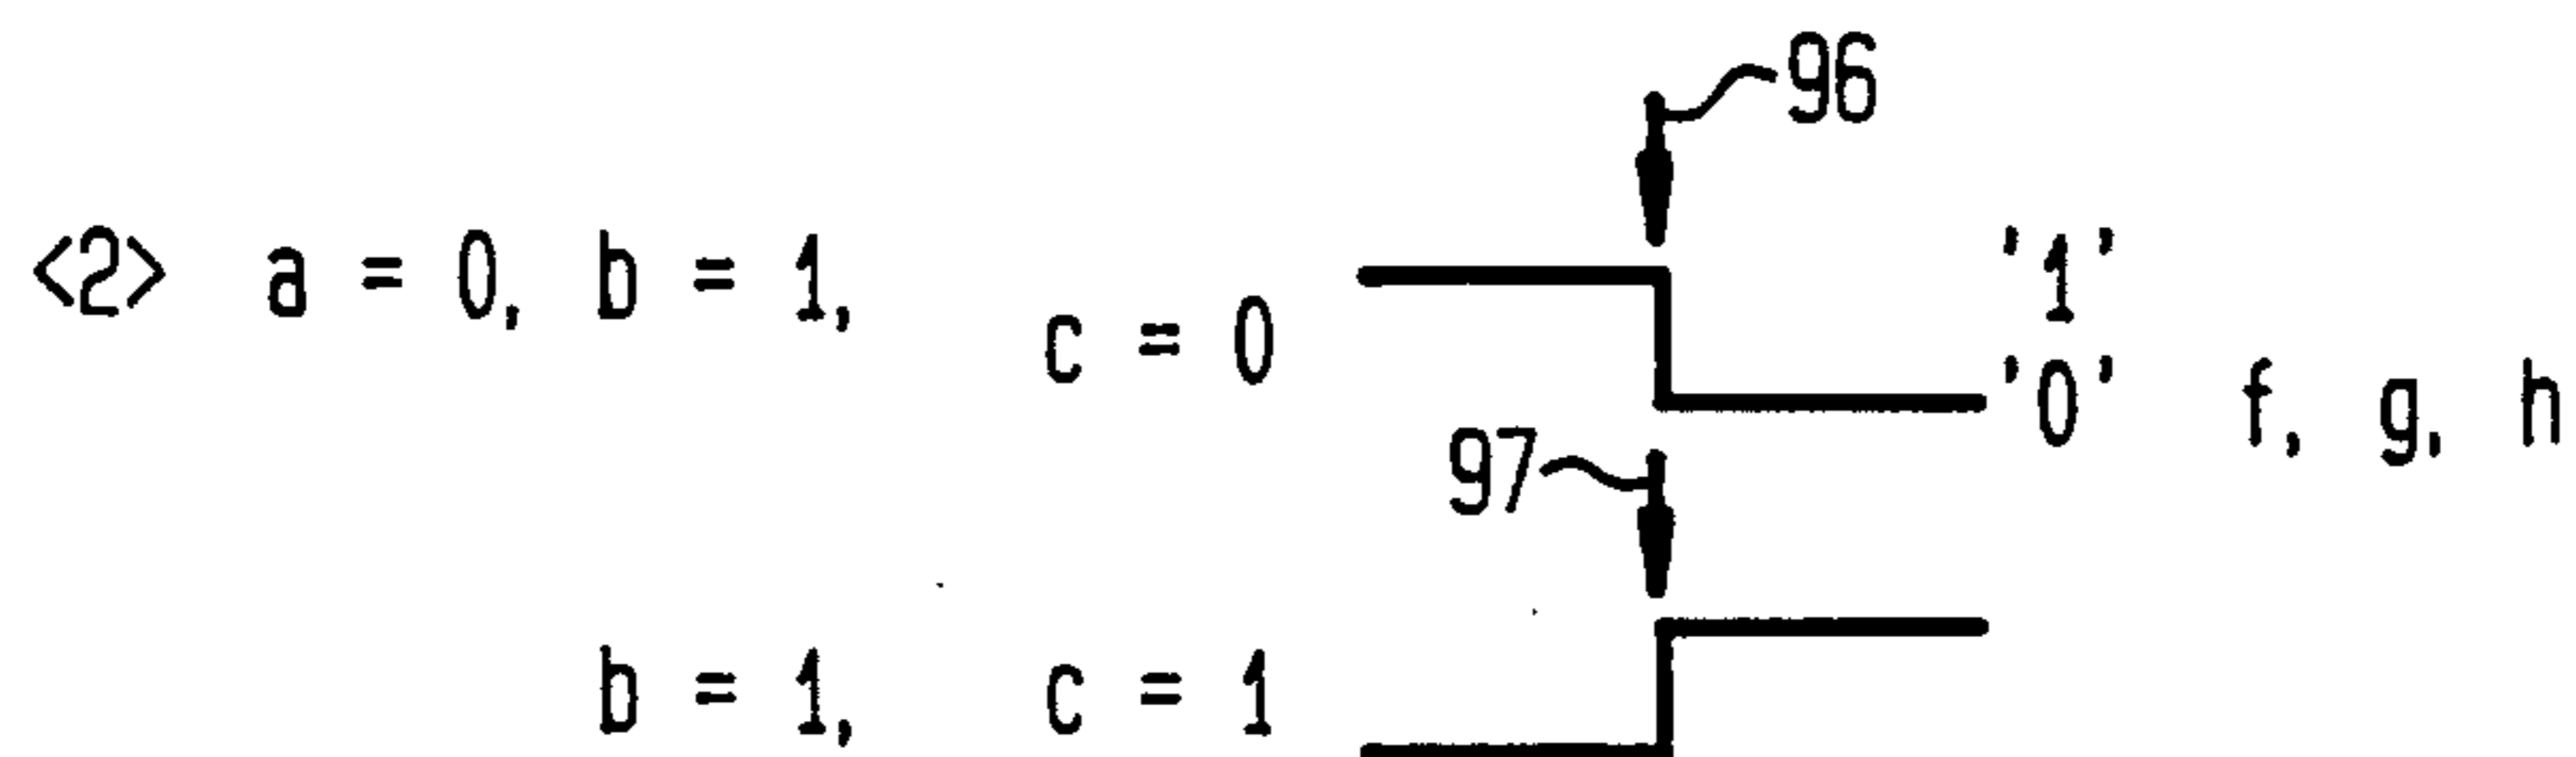 96
<2> a = 0, b = 1, c = 0 '1'
'0' f, g, h
97
b = 1, c = 1